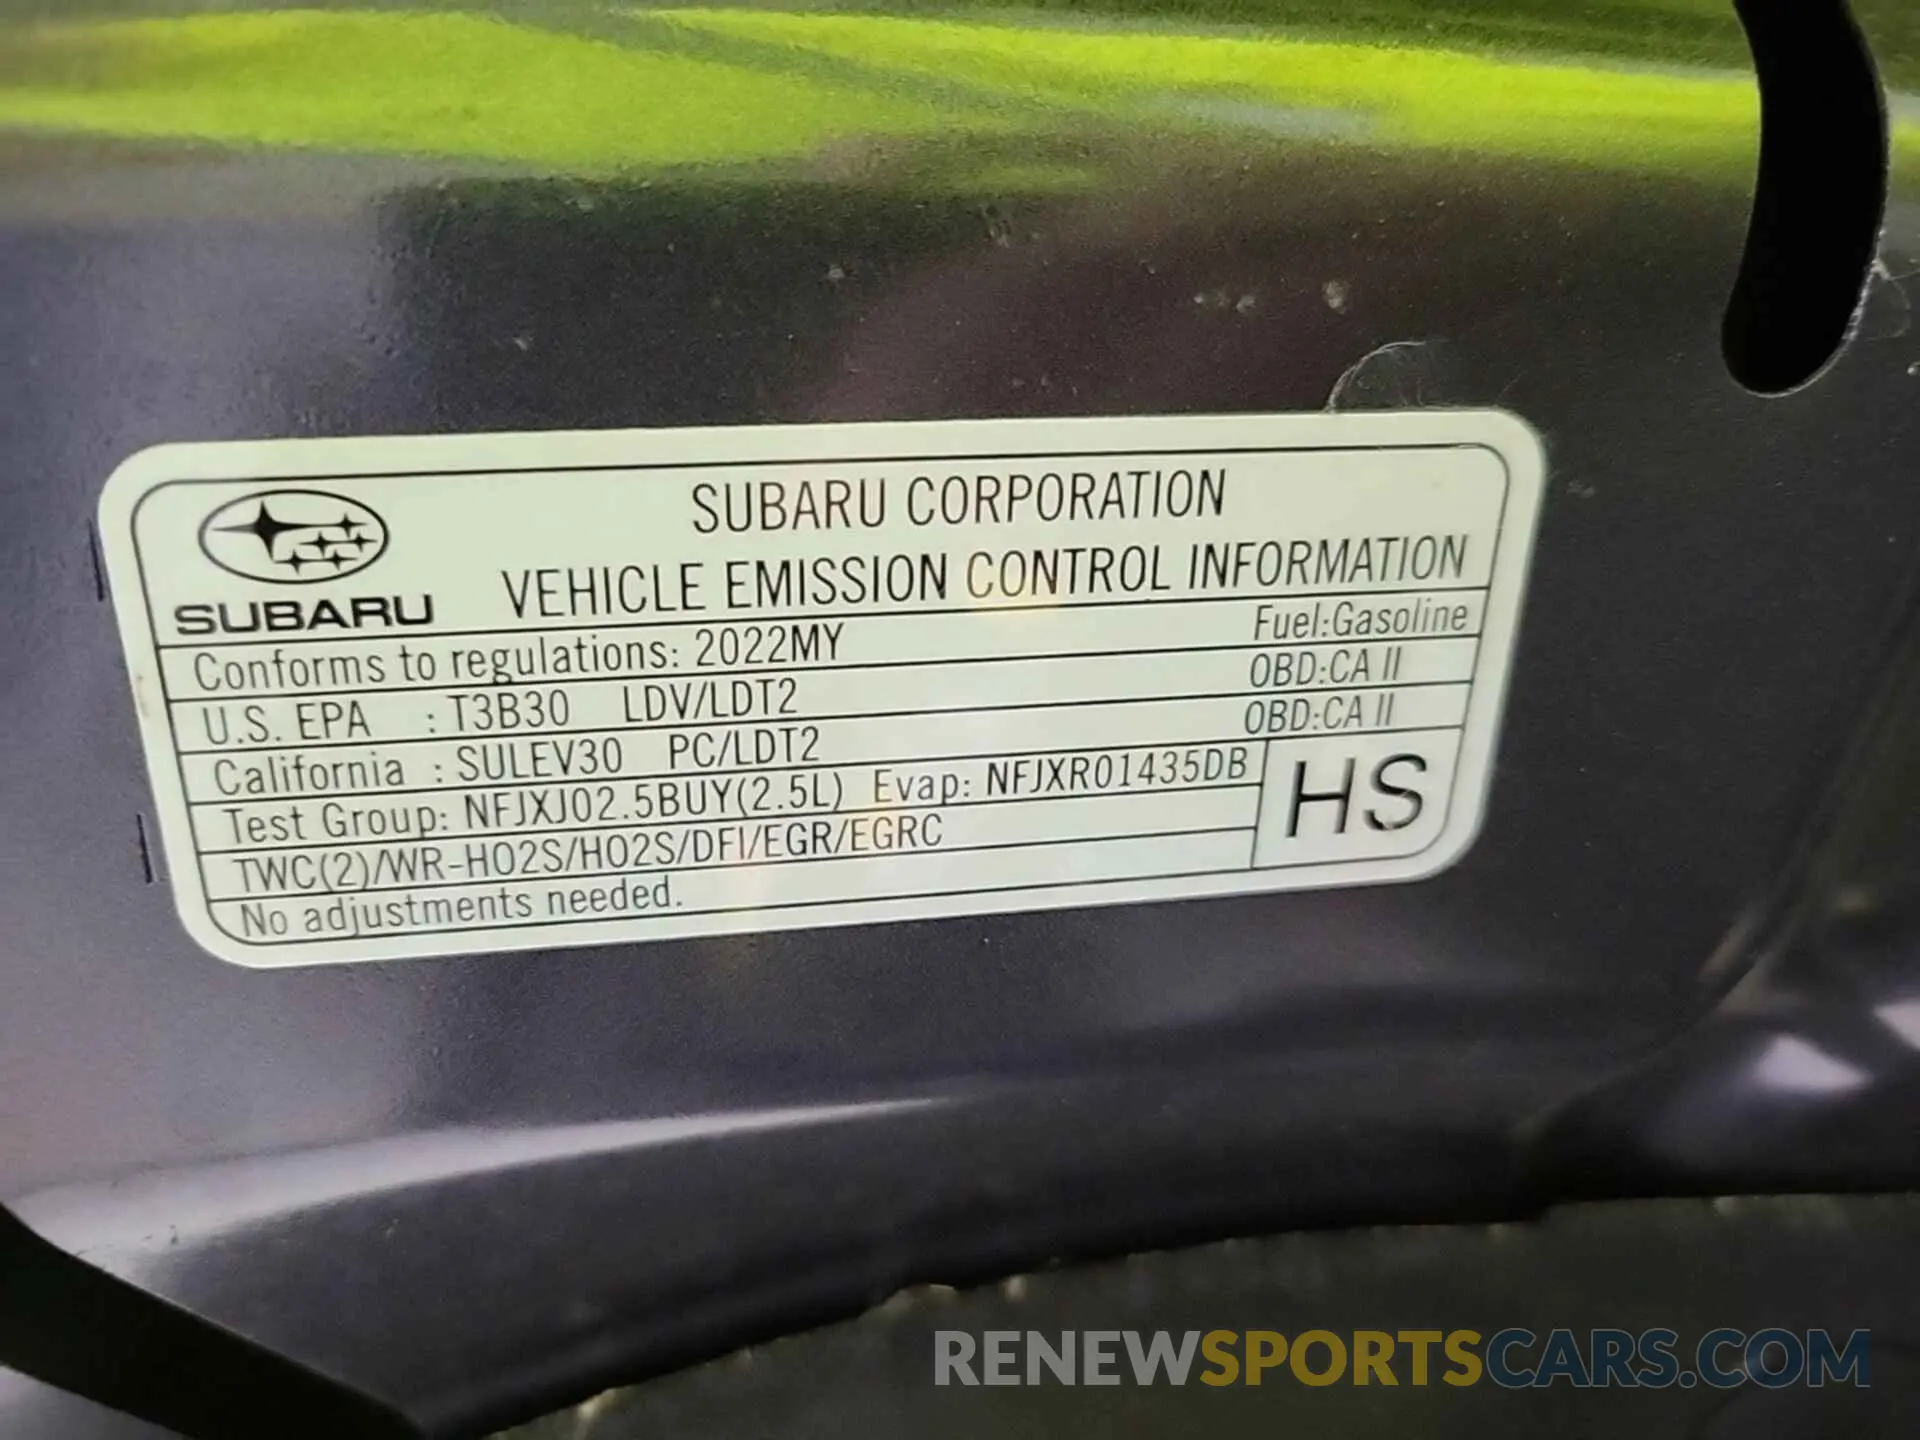 SUBARU CORPORATION
SUBARU
VEHICLE EMISSION CONTROL INFORMATION
Conforms to regulations: 2022MY Fuel:Gasoline
U.S. EPA : T3B30 LDV/LDT2 OBD:CA II
California : SULEV30 PC/LDT2 OBD:CA II
Test Group: NFJXJ02.5BUY(2.5L) Evap: NFJXR01435DB
HS
TWC(2)/WR-HO2S/HO2S/DFI/EGR/EGRC
No adjustments needed.
RENEWSPORTSCARS.COM